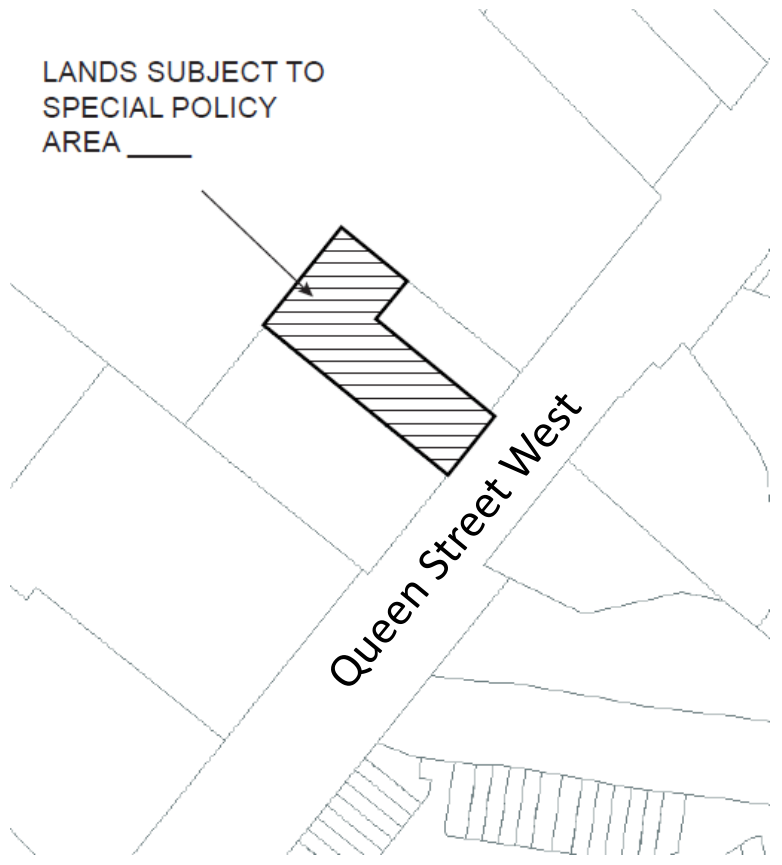 LANDS SUBJECT TO
SPECIAL POLICY
AREA ____
Queen Street West